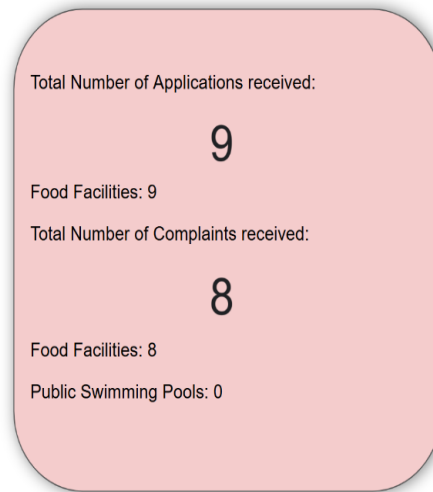 Total Number of Applications received:
9
Food Facilities: 9
Total Number of Complaints received:
8
Food Facilities: 8
Public Swimming Pools: 0